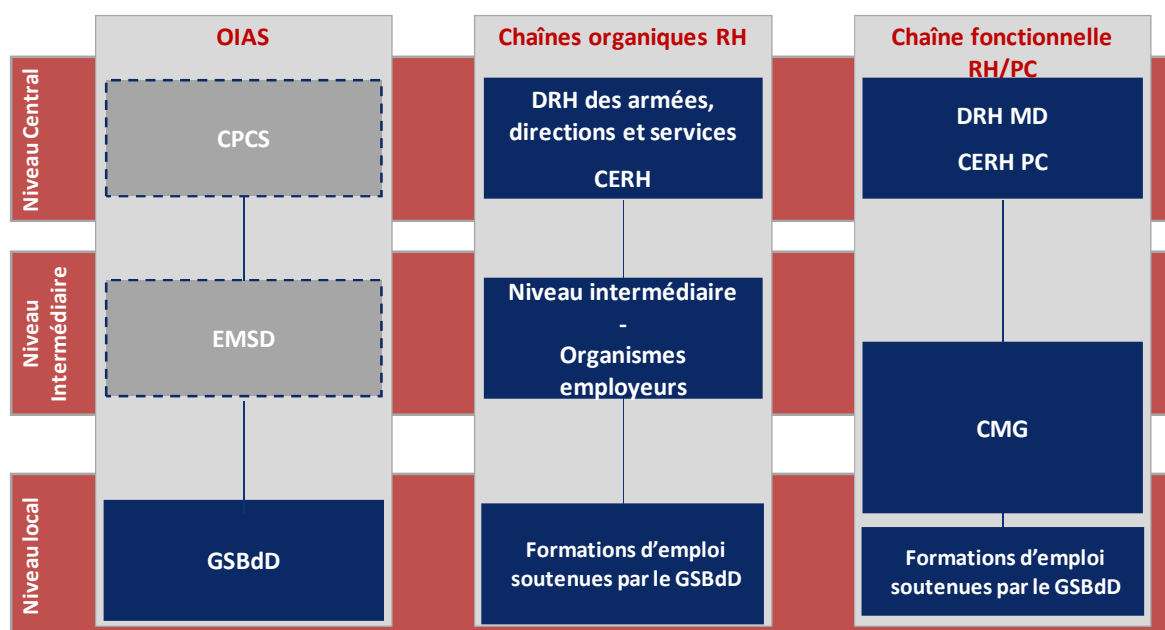 OIAS
Chaînes organiques RH
Chaîne fonctionnelle
RH/PC
Niveau Central
CPCS
DRH des armées,
directions et services
CERH
DRH MD
CERH PC
Niveau
Intermédiaire
EMSD
Niveau intermédiaire
-
Organismes
employeurs
CMG
Niveau local
GSBdD
Formations d’emploi
soutenues par le GSBdD
Formations d’emploi
soutenues par le GSBdD